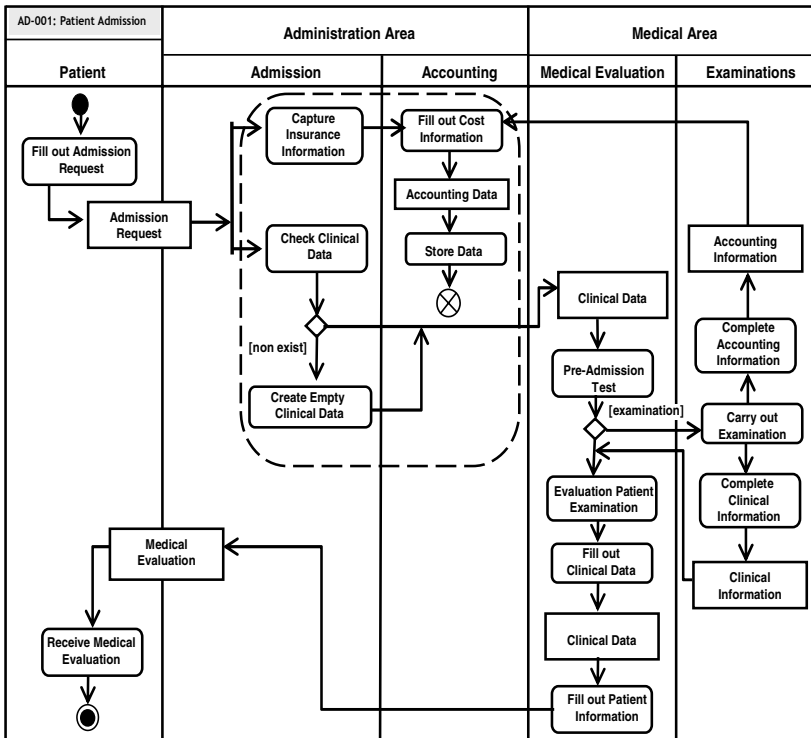 AD-001: Patient Admission
Administration Area
Medical Area
Patient
Admission
Accounting
Medical Evaluation
Examinations
Fill out Admission
Request
Admission
Request
Capture
Insurance
Information
Fill out Cost
Information
Accounting Data
Store Data
Check Clinical
Data
[non exist]
Create Empty
Clinical Data
Clinical Data
Pre-Admission
Test
[examination]
Accounting
Information
Complete
Accounting
Information
Carry out
Examination
Complete
Clinical
Information
Clinical
Information
Evaluation Patient
Examination
Fill out
Clinical Data
Clinical Data
Fill out Patient
Information
Medical
Evaluation
Receive Medical
Evaluation